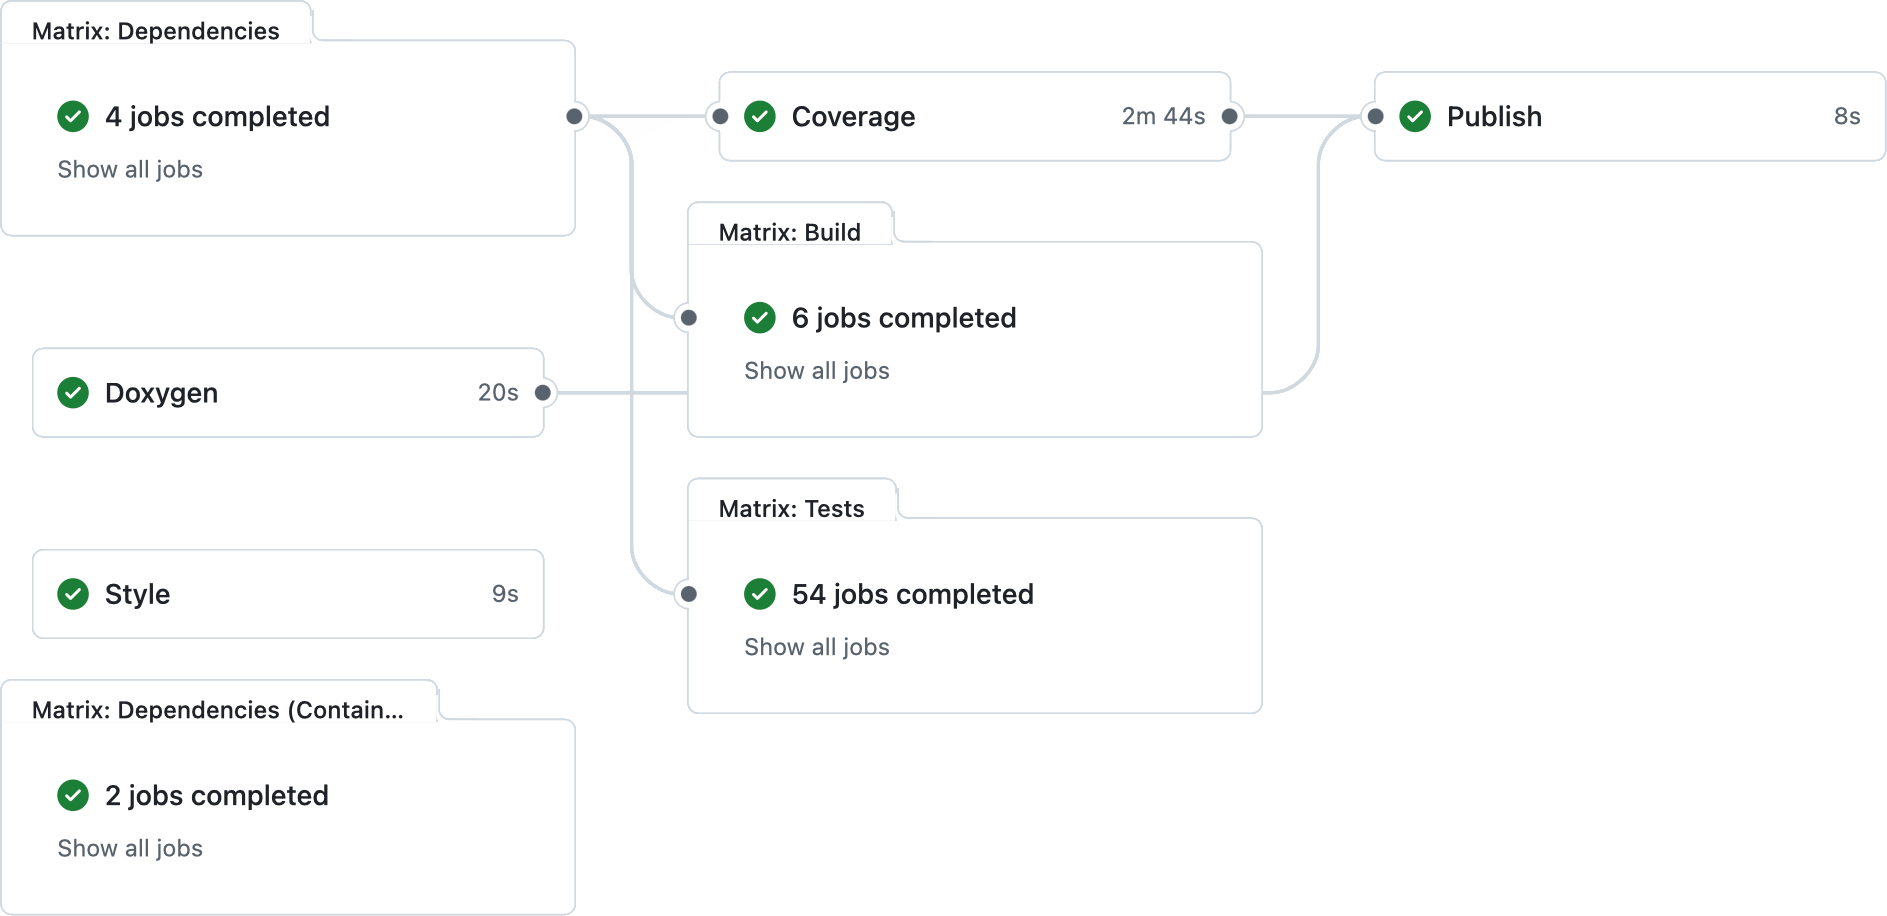 Matrix: Dependencies
4 jobs completed
Show all jobs
Coverage 2m 44s
Publish 8s
Matrix: Build
6 jobs completed
Show all jobs
Doxygen 20s
Matrix: Tests
54 jobs completed
Show all jobs
Style 9s
Matrix: Dependencies (Contain...
2 jobs completed
Show all jobs